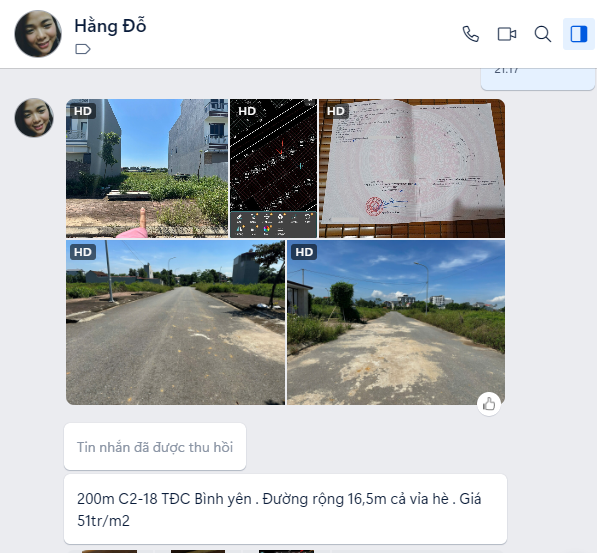 Hằng Đỗ
21:17
HD
HD
HD
HD
HD
Tin nhắn đã được thu hồi
200m C2-18 TĐC Bình yên . Đường rộng 16,5m cả vỉa hè . Giá
51tr/m2